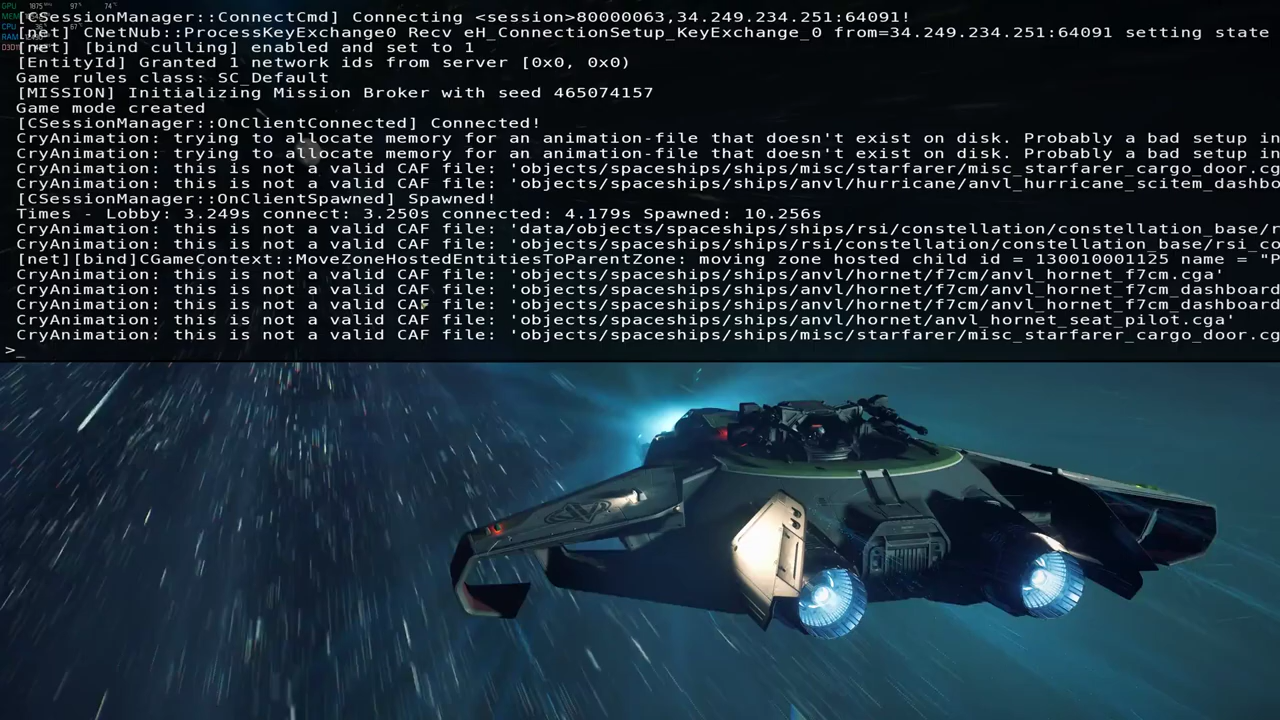 [CSessionManager::ConnectCmd] Connecting <session>80000063,34.249.234.251:64091!
[net] CNetNub::ProcessKeyExchange0 Recv eH_ConnectionSetup_KeyExchange_0 from=34.249.234.251:64091 setting state
[net] [bind culling] enabled and set to 1
[EntityId] Granted 1 network ids from server [0x0, 0x0)
Game rules class: SC_Default
[MISSION] Initializing Mission Broker with seed 465074157
Game mode created
[CSessionManager::OnClientConnected] Connected!
CryAnimation: trying to allocate memory for an animation-file that doesn't exist on disk. Probably a bad setup in
CryAnimation: trying to allocate memory for an animation-file that doesn't exist on disk. Probably a bad setup in
CryAnimation: this is not a valid CAF file: 'objects/spaceships/ships/misc/starfarer/misc_starfarer_cargo_door.cg
CryAnimation: this is not a valid CAF file: 'objects/spaceships/ships/anvl/hurricane/anvl_hurricane_scitem_dashbo
[CSessionManager::OnClientSpawned] Spawned!
Times - Lobby: 3.249s connect: 3.250s connected: 4.179s Spawned: 10.256s
CryAnimation: this is not a valid CAF file: 'data/objects/spaceships/ships/rsi/constellation/constellation_base/r
CryAnimation: this is not a valid CAF file: 'objects/spaceships/ships/rsi/constellation/constellation_base/rsi_co
[net][bind]CGameContext::MoveZoneHostedEntitiesToParentZone: moving zone hosted child id = 130010001125 name = "P
CryAnimation: this is not a valid CAF file: 'objects/spaceships/ships/anvl/hornet/f7cm/anvl_hornet_f7cm.cga'
CryAnimation: this is not a valid CAF file: 'objects/spaceships/ships/anvl/hornet/f7cm/anvl_hornet_f7cm_dashboard
CryAnimation: this is not a valid CAF file: 'objects/spaceships/ships/anvl/hornet/f7cm/anvl_hornet_f7cm_dashboard
CryAnimation: this is not a valid CAF file: 'objects/spaceships/ships/anvl/hornet/anvl_hornet_seat_pilot.cga'
CryAnimation: this is not a valid CAF file: 'objects/spaceships/ships/misc/starfarer/misc_starfarer_cargo_door.cg
>_